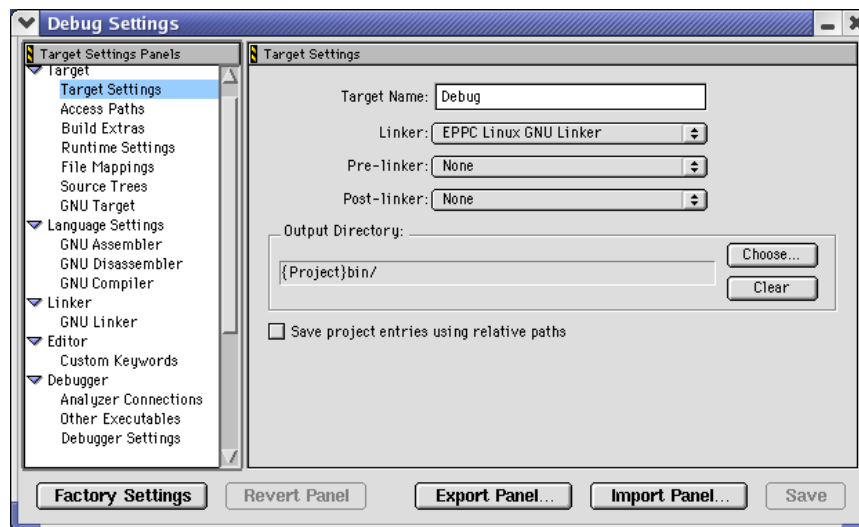 Debug Settings
Target Settings Panels
Target
Target Settings
Access Paths
Build Extras
Runtime Settings
File Mappings
Source Trees
GNU Target
Language Settings
GNU Assembler
GNU Disassembler
GNU Compiler
Linker
GNU Linker
Editor
Custom Keywords
Debugger
Analyzer Connections
Other Executables
Debugger Settings
Target Settings
Target Name: Debug
Linker: EPPC Linux GNU Linker
Pre-linker: None
Post-linker: None
Output Directory:
Choose...
{Project}bin/
Clear
Save project entries using relative paths
Factory Settings Revert Panel Export Panel... Import Panel... Save